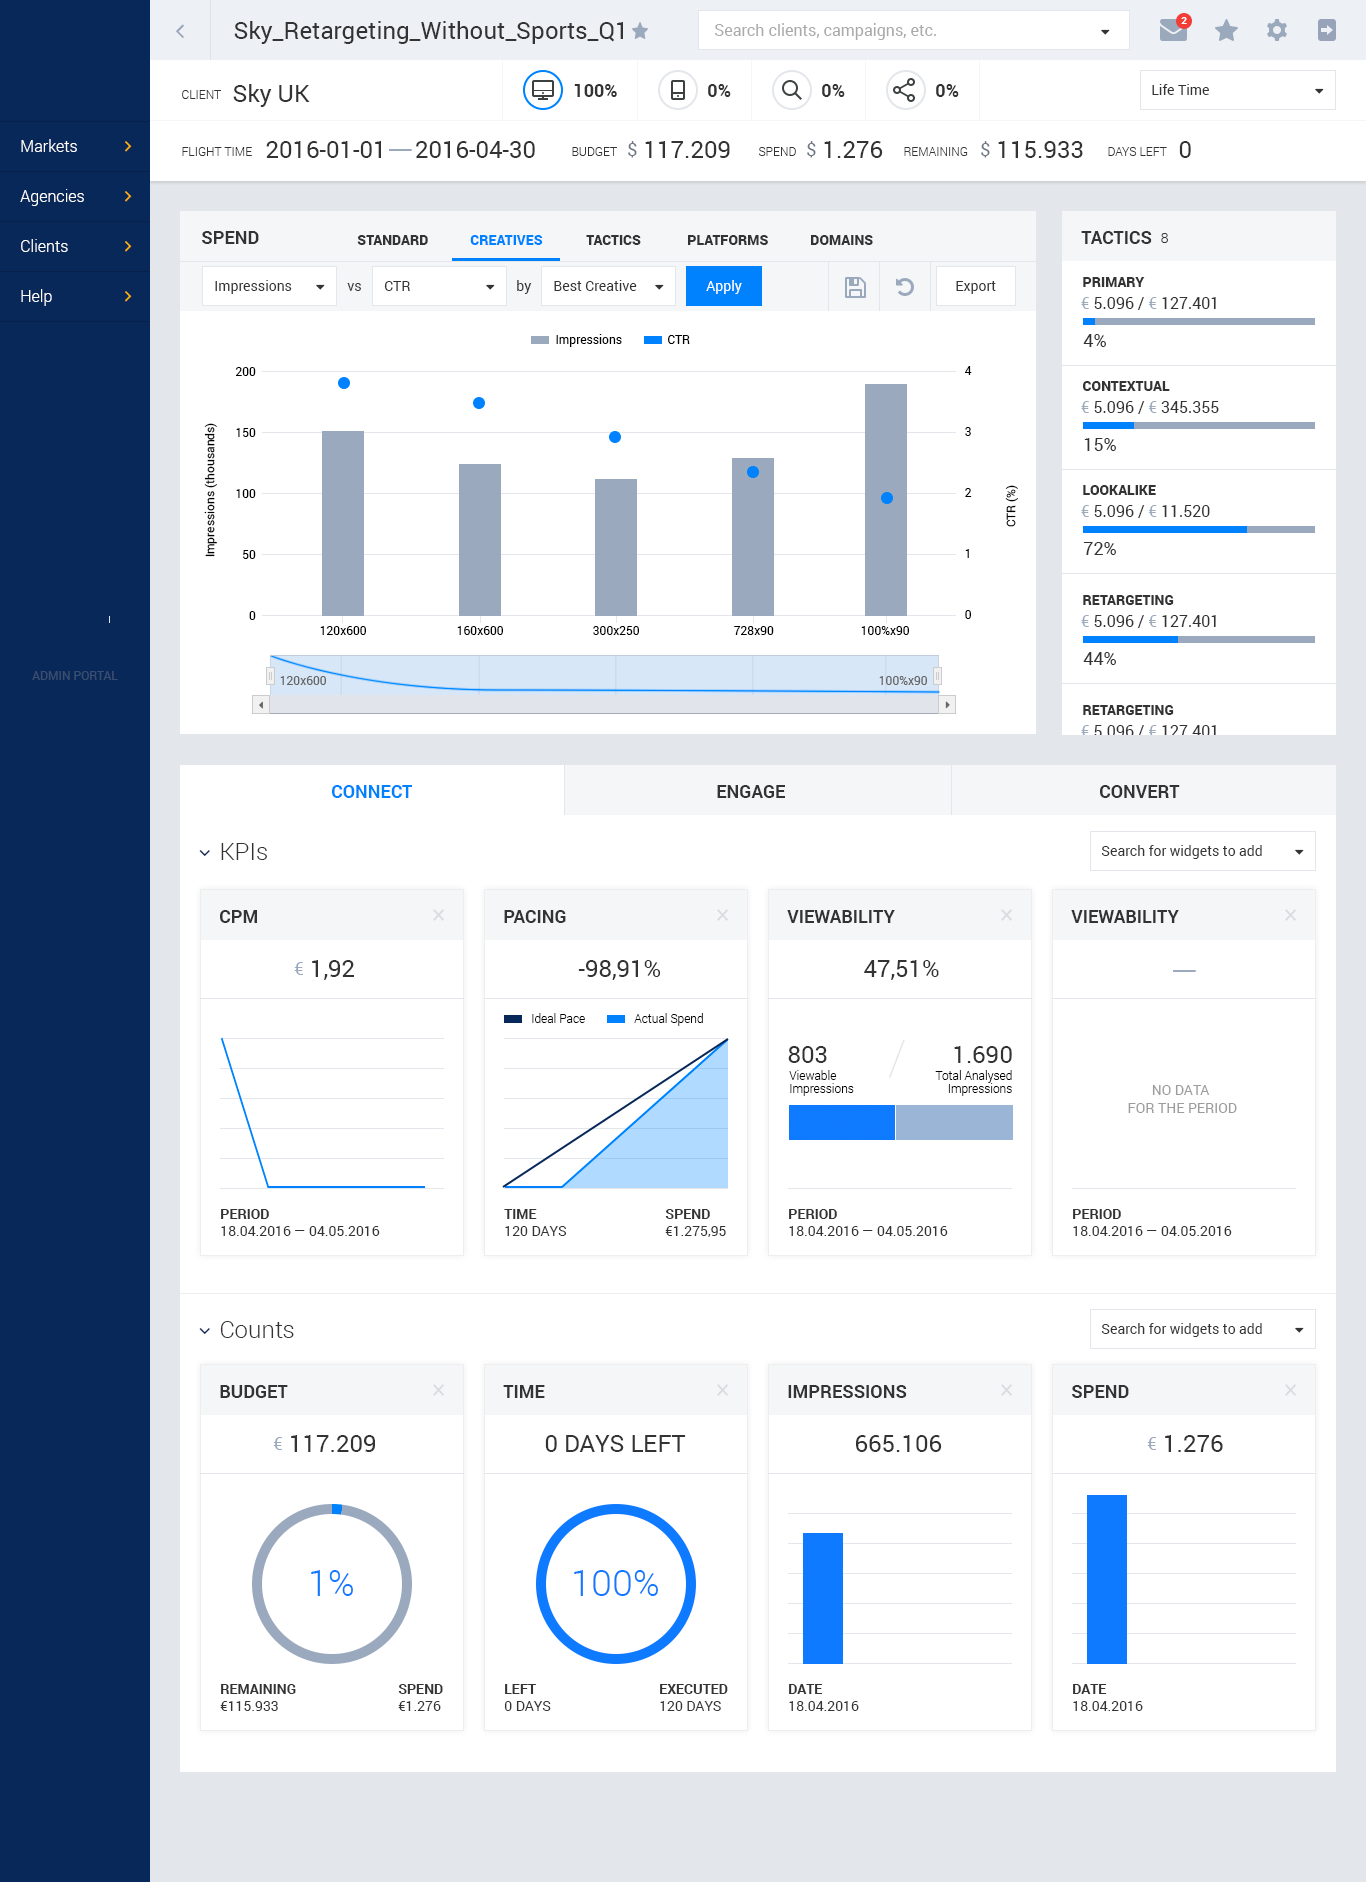 Sky_Retargeting_Without_Sports_Q1
Search clients, campaigns, etc.
2
CLIENT Sky UK
100%
0%
0%
0%
Life Time
FLIGHT TIME 2016-01-01—2016-04-30
BUDGET $ 117.209
SPEND $ 1.276
REMAINING $ 115.933
DAYS LEFT 0
Markets
Agencies
Clients
Help
ADMIN PORTAL
SPEND
STANDARD
CREATIVES
TACTICS
PLATFORMS
DOMAINS
Impressions
vs
CTR
by
Best Creative
Apply
Export
Impressions
CTR
Impressions (thousands)
200
150
100
50
0
4
3
2
1
0
CTR (%)
120x600
160x600
300x250
728x90
100%x90
120x600
100%x90
TACTICS 8
PRIMARY
€ 5.096 / € 127.401
4%
CONTEXTUAL
€ 5.096 / € 345.355
15%
LOOKALIKE
€ 5.096 / € 11.520
72%
RETARGETING
€ 5.096 / € 127.401
44%
RETARGETING
€ 5.096 / € 127.401
CONNECT
ENGAGE
CONVERT
KPIs
Search for widgets to add
CPM
€ 1,92
PERIOD
18.04.2016 — 04.05.2016
PACING
-98,91%
Ideal Pace
Actual Spend
TIME
120 DAYS
SPEND
€1.275,95
VIEWABILITY
47,51%
803
Viewable
Impressions
1.690
Total Analysed
Impressions
PERIOD
18.04.2016 — 04.05.2016
VIEWABILITY
—
NO DATA
FOR THE PERIOD
PERIOD
18.04.2016 — 04.05.2016
Counts
Search for widgets to add
BUDGET
€ 117.209
1%
REMAINING
€115.933
SPEND
€1.276
TIME
0 DAYS LEFT
100%
LEFT
0 DAYS
EXECUTED
120 DAYS
IMPRESSIONS
665.106
DATE
18.04.2016
SPEND
€ 1.276
DATE
18.04.2016